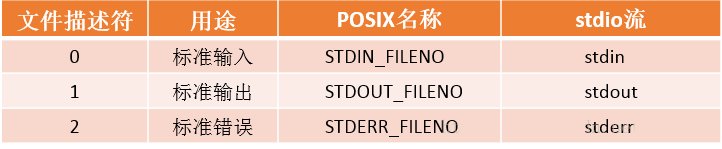 文件描述符 用途 POSIX名称 stdio流
0 标准输入 STDIN_FILENO stdin
1 标准输出 STDOUT_FILENO stdout
2 标准错误 STDERR_FILENO stderr